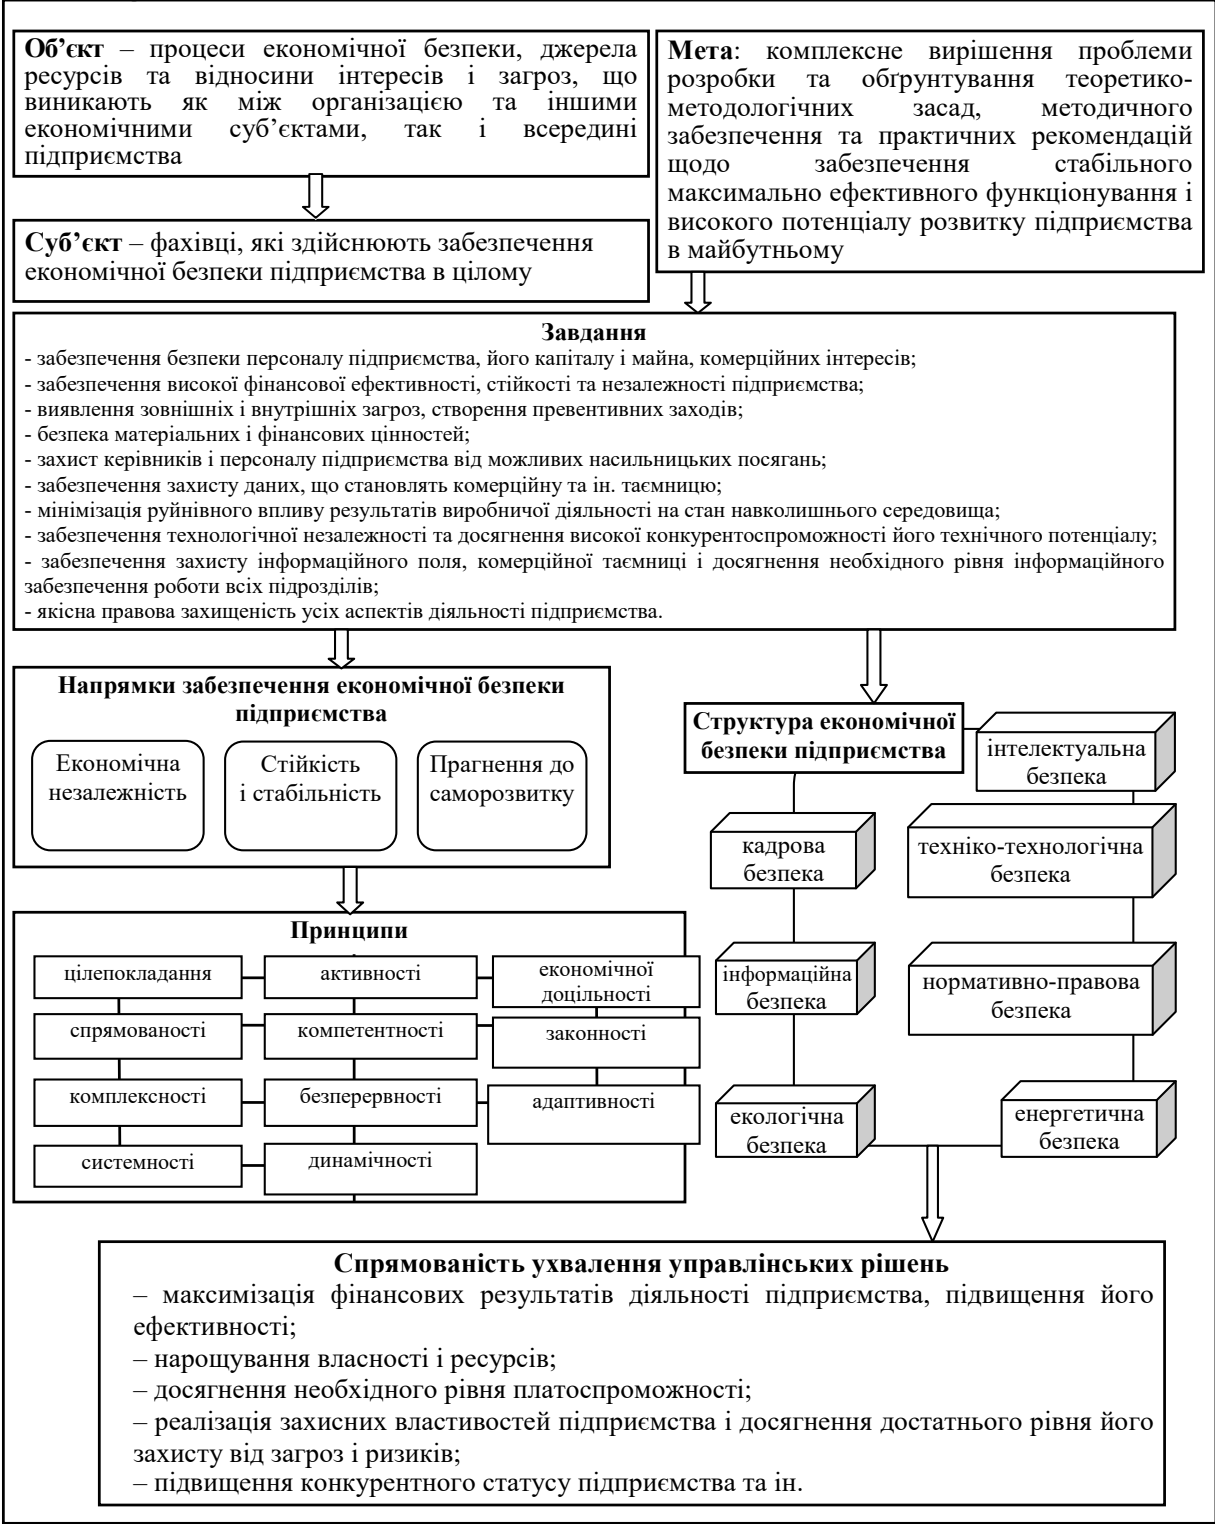 Об’єкт – процеси економічної безпеки, джерела
ресурсів та відносини інтересів і загроз, що
виникають як між організацією та іншими
економічними суб’єктами, так і всередині
підприємства
Мета: комплексне вирішення проблеми
розробки та обґрунтування теоретико-
методологічних засад, методичного
забезпечення та практичних рекомендацій
щодо забезпечення стабільного
максимально ефективного функціонування і
високого потенціалу розвитку підприємства
в майбутньому
Суб’єкт – фахівці, які здійснюють забезпечення
економічної безпеки підприємства в цілому
Завдання
- забезпечення безпеки персоналу підприємства, його капіталу і майна, комерційних інтересів;
- забезпечення високої фінансової ефективності, стійкості та незалежності підприємства;
- виявлення зовнішніх і внутрішніх загроз, створення превентивних заходів;
- безпека матеріальних і фінансових цінностей;
- захист керівників і персоналу підприємства від можливих насильницьких посягань;
- забезпечення захисту даних, що становлять комерційну та ін. таємницю;
- мінімізація руйнівного впливу результатів виробничої діяльності на стан навколишнього середовища;
- забезпечення технологічної незалежності та досягнення високої конкурентоспроможності його технічного потенціалу;
- забезпечення захисту інформаційного поля, комерційної таємниці і досягнення необхідного рівня інформаційного
забезпечення роботи всіх підрозділів;
- якісна правова захищеність усіх аспектів діяльності підприємства.
Напрямки забезпечення економічної безпеки
підприємства
Економічна
незалежність
Стійкість
і стабільність
Прагнення до
саморозвитку
Структура економічної
безпеки підприємства
інтелектуальна
безпека
кадрова
безпека
техніко-технологічна
безпека
інформаційна
безпека
нормативно-правова
безпека
екологічна
безпека
енергетична
безпека
Принципи
цілепокладання
активності
економічної
доцільності
спрямованості
компетентності
законності
комплексності
безперервності
адаптивності
системності
динамічності
Спрямованість ухвалення управлінських рішень
– максимізація фінансових результатів діяльності підприємства, підвищення його
ефективності;
– нарощування власності і ресурсів;
– досягнення необхідного рівня платоспроможності;
– реалізація захисних властивостей підприємства і досягнення достатнього рівня його
захисту від загроз і ризиків;
– підвищення конкурентного статусу підприємства та ін.